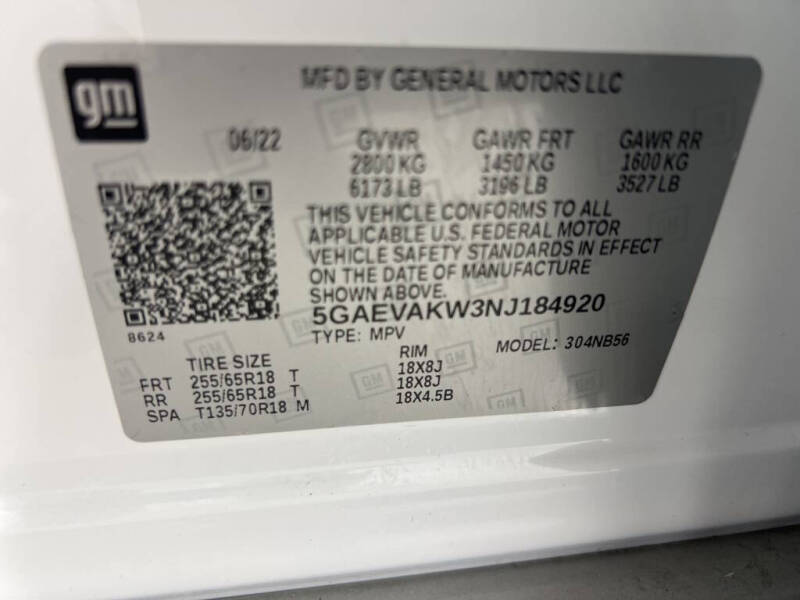 gm
MFD BY GENERAL MOTORS LLC
06/22 GVWR GAWR FRT GAWR RR
2800 KG 1450 KG 1600 KG
6173 LB 3196 LB 3527 LB
THIS VEHICLE CONFORMS TO ALL
APPLICABLE U.S. FEDERAL MOTOR
VEHICLE SAFETY STANDARDS IN EFFECT
ON THE DATE OF MANUFACTURE
SHOWN ABOVE.
5GAEVAKW3NJ184920
8624
TYPE: MPV MODEL: 304NB56
TIRE SIZE RIM
FRT 255/65R18 T 18X8J
RR 255/65R18 T 18X8J
SPA T135/70R18 M 18X4.5B